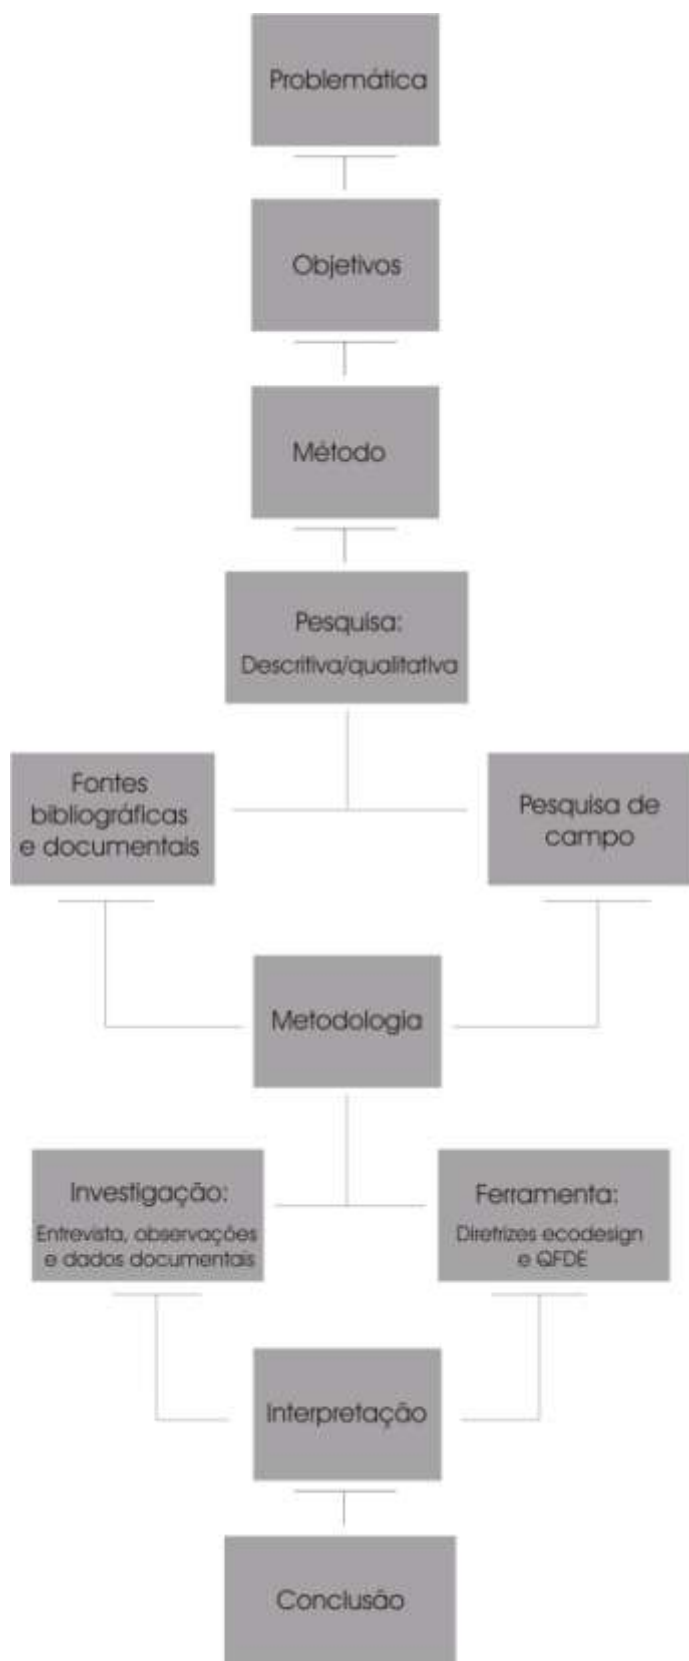 Problemática
Objetivos
Método
Pesquisa:
Descritiva/qualitativa
Fontes
bibliográficas
e documentais
Pesquisa de
campo
Metodologia
Investigação:
Entrevista, observações
e dados documentais
Ferramenta:
Diretrizes ecodesign
e QFDE
Interpretação
Conclusão